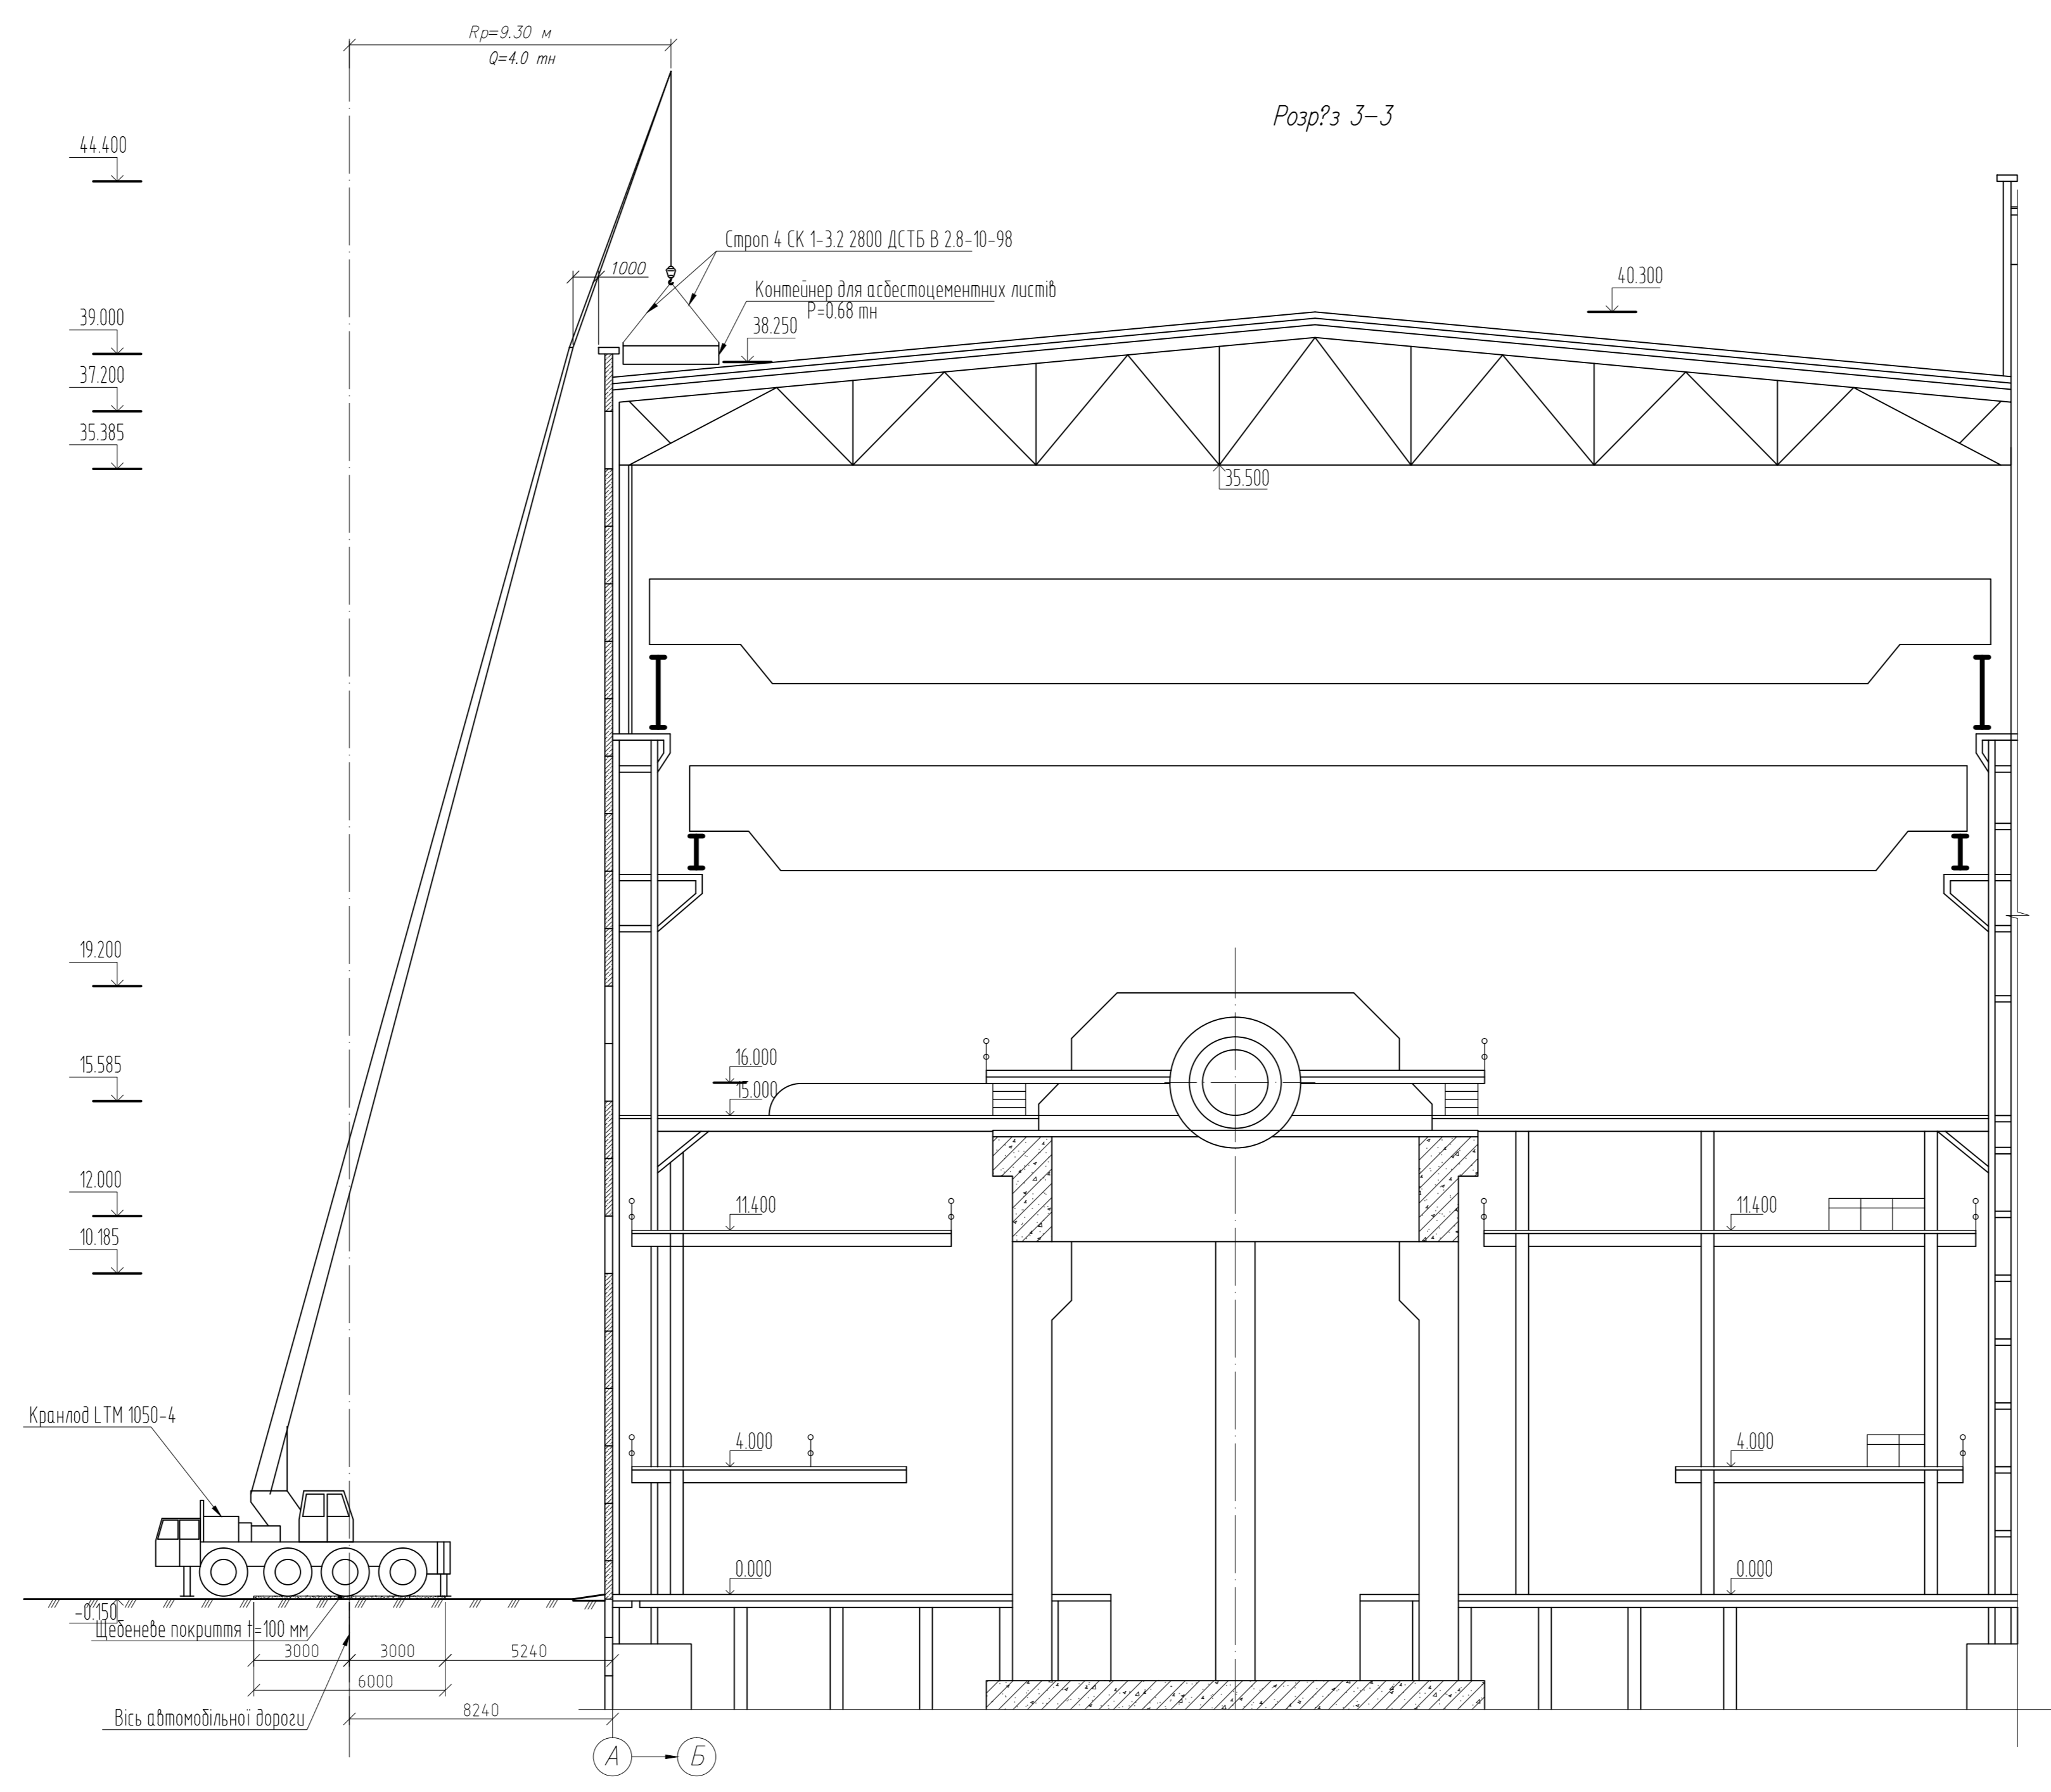 Rр=9.30 м
Q=4.0 тн
Розр?з 3-3
44.400
Строп 4 СК 1-3.2 2800 ДСТБ В 2.8-10-98
1000
Контейнер для асбестоцементних листів
Р=0.68 тн
40.300
39.000
38.250
37.200
35.385
35.500
19.200
16.000
15.585
15.000
12.000
11.400
11.400
10.185
Кранлод LTM 1050-4
4.000
4.000
0.000
0.000
-0.150
Щебеневе покриття t=100 мм
3000
3000
5240
6000
Вісь автомобільної дороги
8240
А
Б